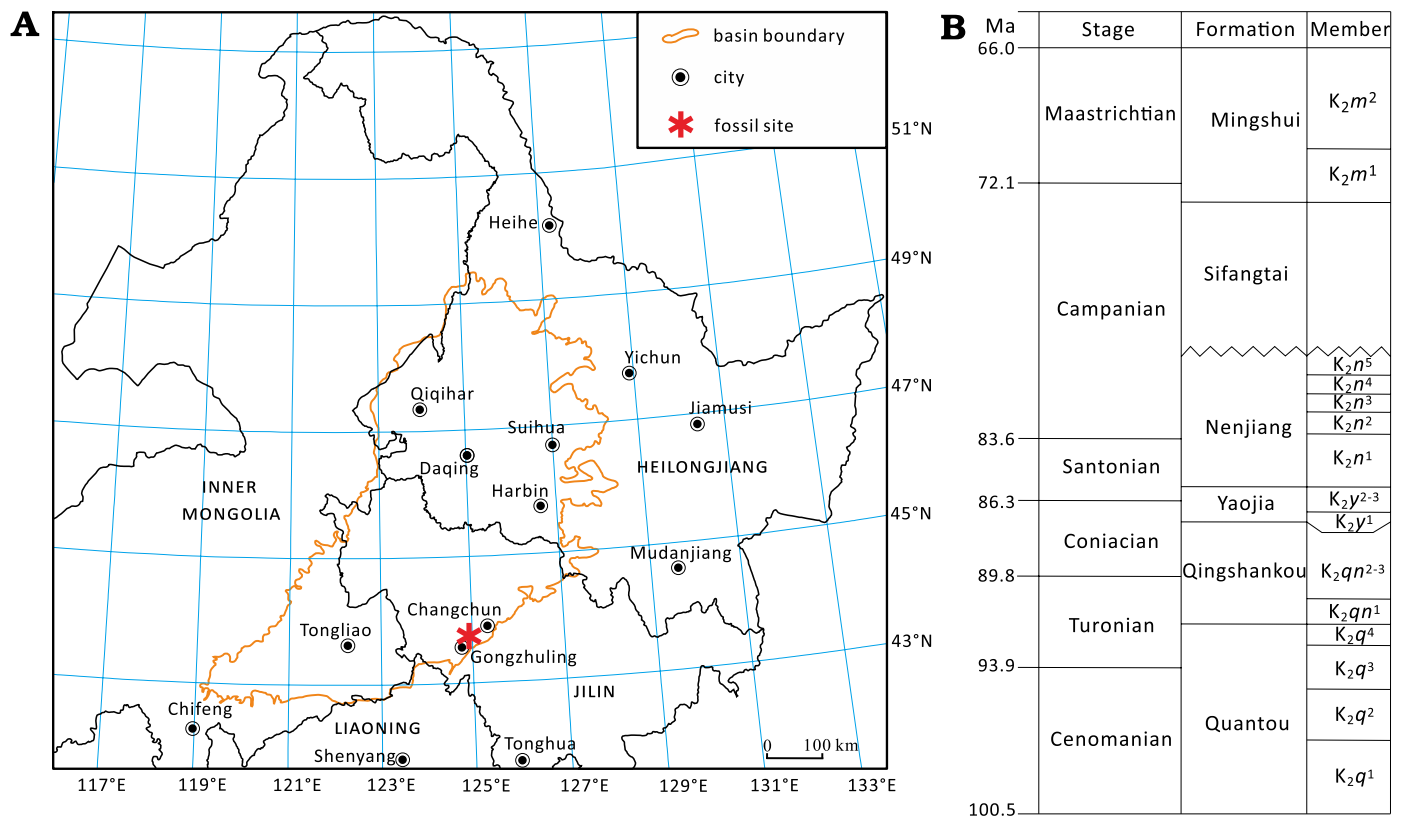 A
basin boundary
city
fossil site
51°N
49°N
47°N
45°N
43°N
Heihe
Yichun
Qiqihar
Jiamusi
Suihua
Daqing
HEILONGJIANG
Harbin
INNER
MONGOLIA
Mudanjiang
Changchun
Tongliao
Gongzhuling
JILIN
Chifeng
LIAONING
Shenyang
Tonghua
0 100 km
117°E 119°E 121°E 123°E 125°E 127°E 129°E 131°E 133°E
B
Ma Stage Formation Member
66.0
Maastrichtian Mingshui K₂m²
K₂m¹
72.1
Campanian Sifangtai
K₂n⁵
K₂n⁴
K₂n³
K₂n²
Nenjiang
83.6
Santonian K₂n¹
86.3
Yaojia K₂y²⁻³
K₂y¹
Coniacian
Qingshankou K₂qn²⁻³
89.8
K₂qn¹
Turonian K₂q⁴
93.9
K₂q³
Cenomanian Quantou K₂q²
K₂q¹
100.5